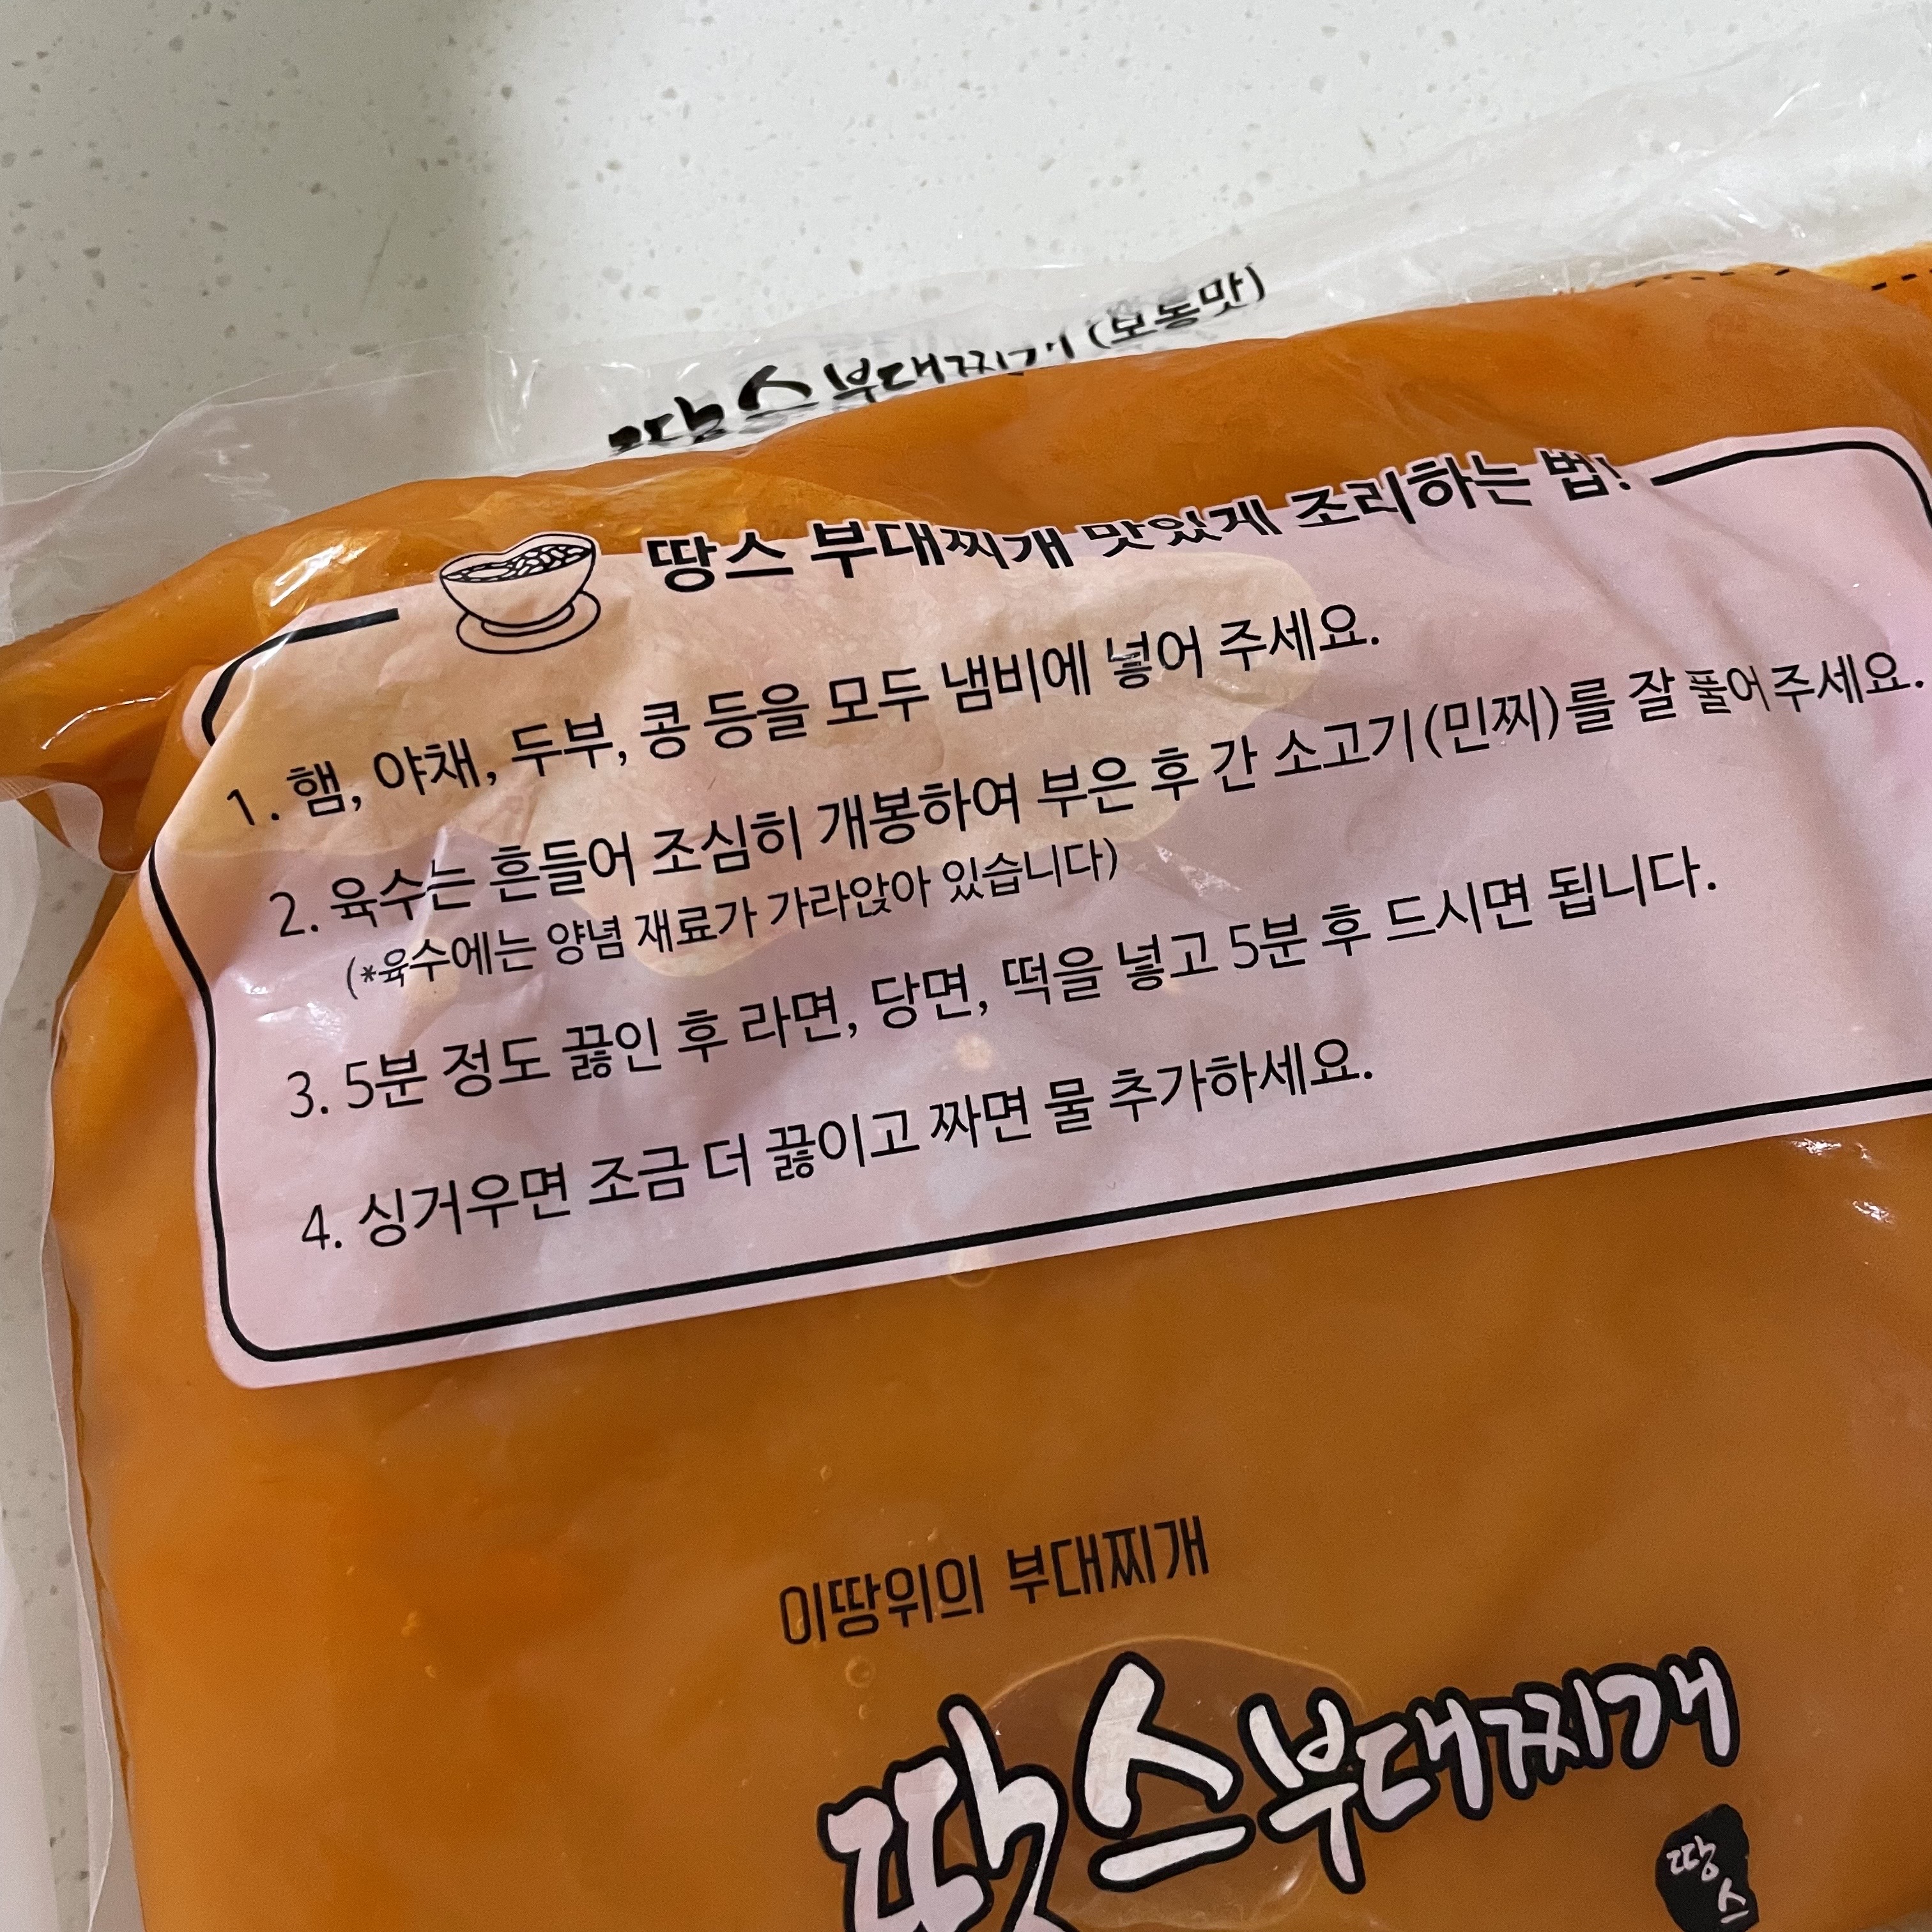 땅스부대찌개 (보통맛)
땅스 부대찌개 맛있게 조리하는 법!
1. 햄, 야채, 두부, 콩 등을 모두 냄비에 넣어 주세요.
2. 육수는 흔들어 조심히 개봉하여 부은 후 간 소고기(민찌)를 잘 풀어주세요.
(*육수에는 양념 재료가 가라앉아 있습니다)
3. 5분 정도 끓인 후 라면, 당면, 떡을 넣고 5분 후 드시면 됩니다.
4. 싱거우면 조금 더 끓이고 짜면 물 추가하세요.
이땅위의 부대찌개
땅스부대찌개
땅스